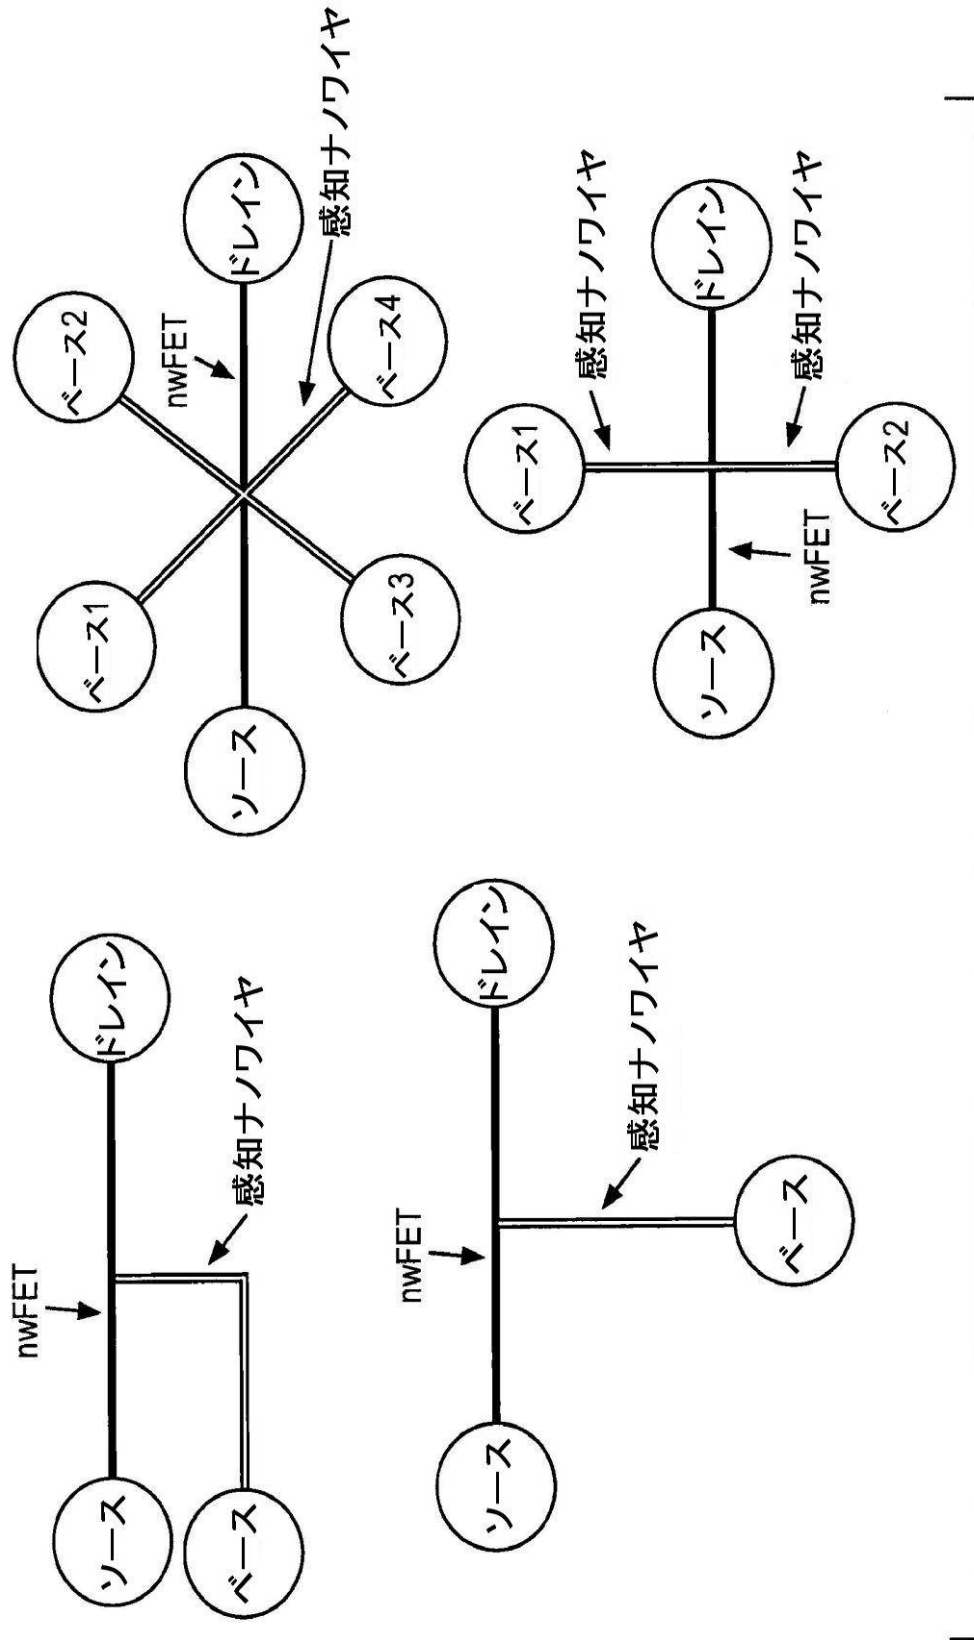 nwFET
ソース
ドレイン
ベース
感知ナノワイヤ
ベース1
ベース2
nwFET
ソース
ドレイン
ベース3
ベース4
感知ナノワイヤ
nwFET
ソース
ドレイン
感知ナノワイヤ
ベース
ベース1
感知ナノワイヤ
ソース
ドレイン
nwFET
感知ナノワイヤ
ベース2